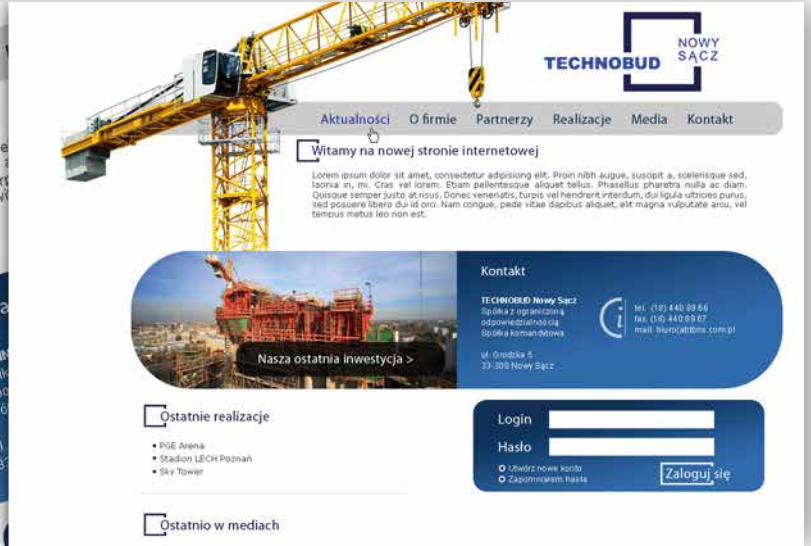 TECHNOBUD
NOWY
SĄCZ
Aktualności O firmie Partnerzy Realizacje Media Kontakt
Witamy na nowej stronie internetowej
Lorem ipsum dolor sit amet, consectetur adipisicing elit. Proin nibh augue, suscipit a, scelerisque sed,
lacinia in, mi. Cras vel lorem. Etiam pellentesque aliquet tellus. Phasellus pharetra nulla ac diam.
Quisque semper justo at risus. Donec venenatis, turpis vel hendrerit interdum, dui ligula ultricies purus,
sed posuere libero dui id orci. Nam congue, pede vitae dapibus aliquet, elit magna vulputate arcu, vel
tempus metus leo non est.
Nasza ostatnia inwestycja >
Kontakt
TECHNOBUD Nowy Sącz
Spółka z ograniczoną
odpowiedzialnością
Spółka komandytowa
ul. Grodzka 5
33-300 Nowy Sącz
tel. (18) 440 89 66
fax. (18) 440 89 67
Ostatnie realizacje
• PGE Arena
• Stadion LECH Poznań
• Sky Tower
Login
Hasło
Utwórz nowe konto
Zapomniałem hasła
Zaloguj się
Ostatnio w mediach